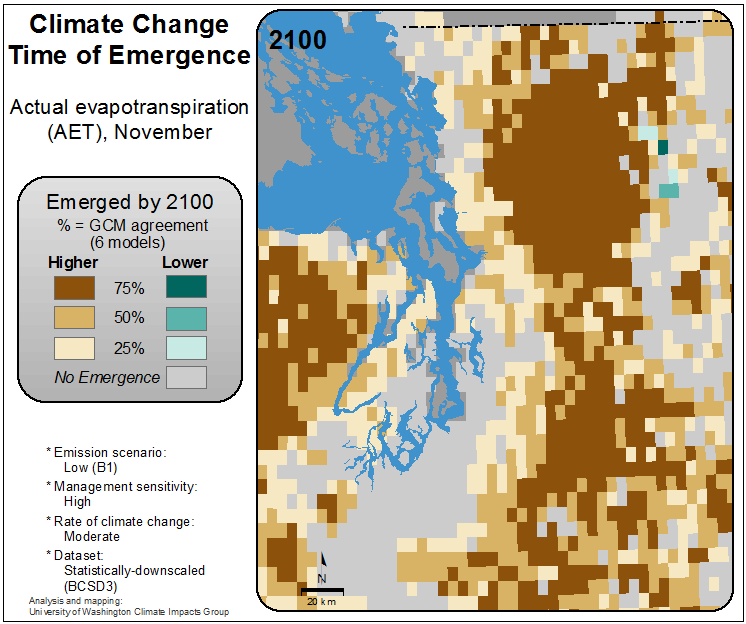 Climate Change
Time of Emergence
Actual evapotranspiration
(AET), November
Emerged by 2100
% = GCM agreement
(6 models)
Higher Lower
75%
50%
25%
No Emergence
* Emission scenario:
Low (B1)
* Management sensitivity:
High
* Rate of climate change:
Moderate
* Dataset:
Statistically-downscaled
(BCSD3)
Analysis and mapping:
University of Washington Climate Impacts Group
2100
N
20 km